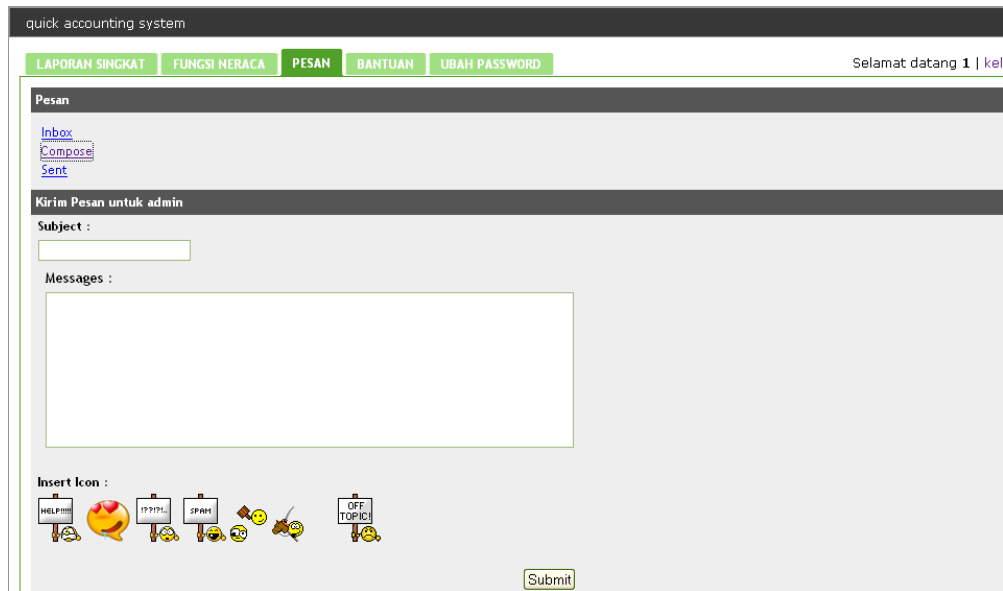 quick accounting system
LAPORAN SINGKAT FUNGSI NERACA PESAN BANTUAN UBAH PASSWORD Selamat datang 1 | kel
Pesan
Inbox
Compose
Sent
Kirim Pesan untuk admin
Subject :
Messages :
Insert Icon :
HELP!!!!! !??!?!.. SPAM OFF
TOPIC!
Submit